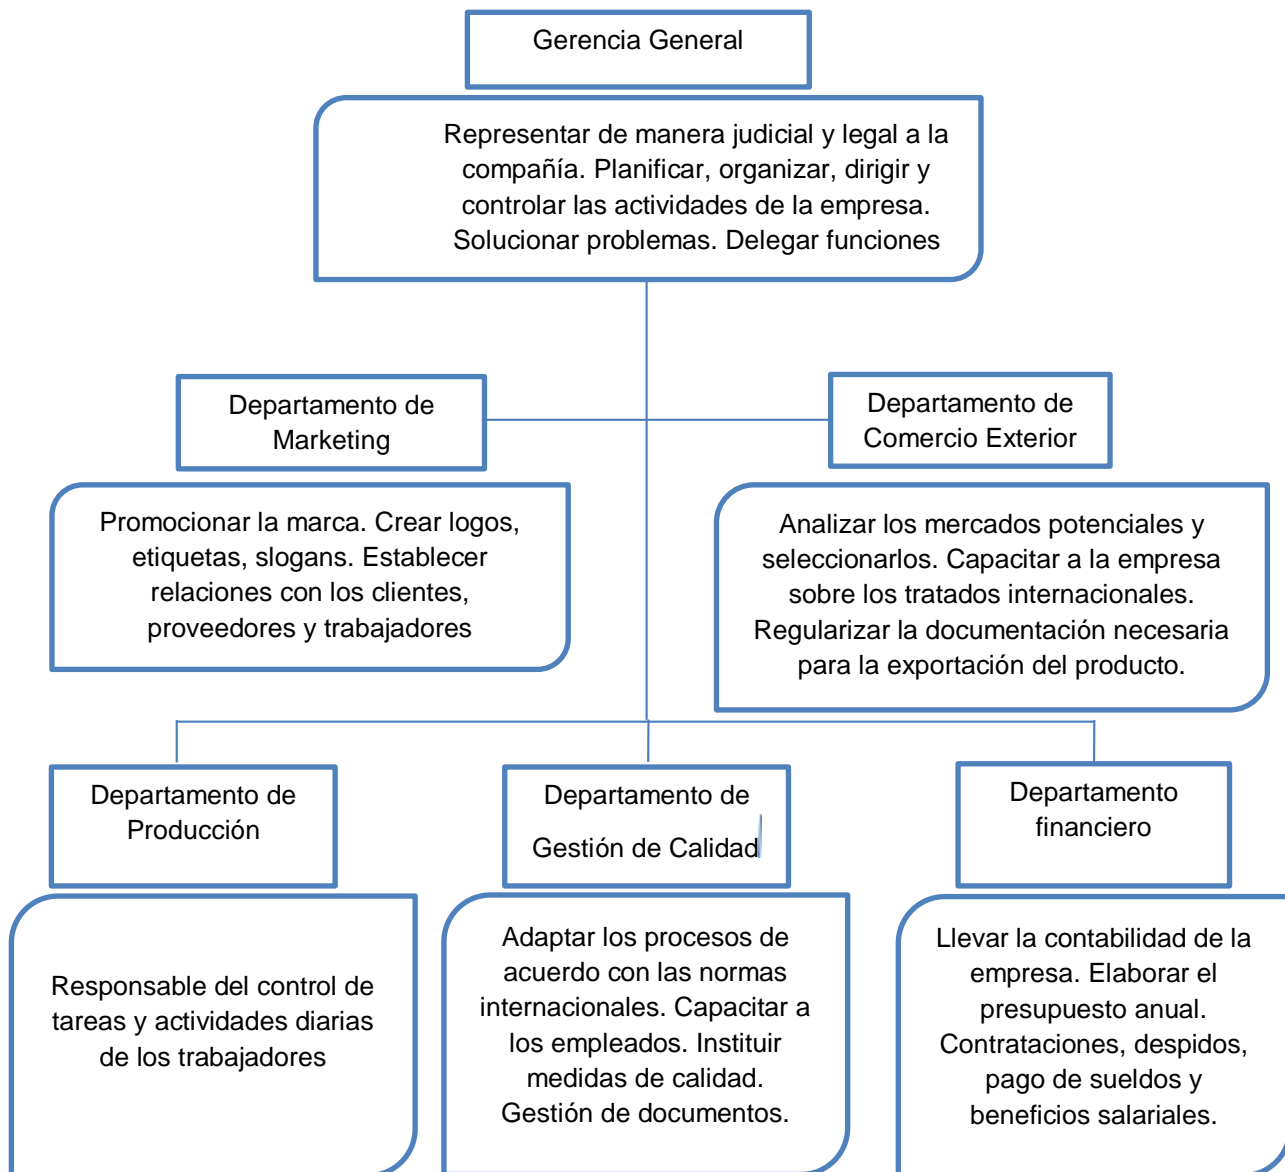 Gerencia General
Representar de manera judicial y legal a la
compañía. Planificar, organizar, dirigir y
controlar las actividades de la empresa.
Solucionar problemas. Delegar funciones
Departamento de
Marketing
Departamento de
Comercio Exterior
Promocionar la marca. Crear logos,
etiquetas, slogans. Establecer
relaciones con los clientes,
proveedores y trabajadores
Analizar los mercados potenciales y
seleccionarlos. Capacitar a la empresa
sobre los tratados internacionales.
Regularizar la documentación necesaria
para la exportación del producto.
Departamento de
Producción
Departamento de
Gestión de Calidad
Departamento
financiero
Responsable del control de
tareas y actividades diarias
de los trabajadores
Adaptar los procesos de
acuerdo con las normas
internacionales. Capacitar a
los empleados. Instituir
medidas de calidad.
Gestión de documentos.
Llevar la contabilidad de la
empresa. Elaborar el
presupuesto anual.
Contrataciones, despidos,
pago de sueldos y
beneficios salariales.